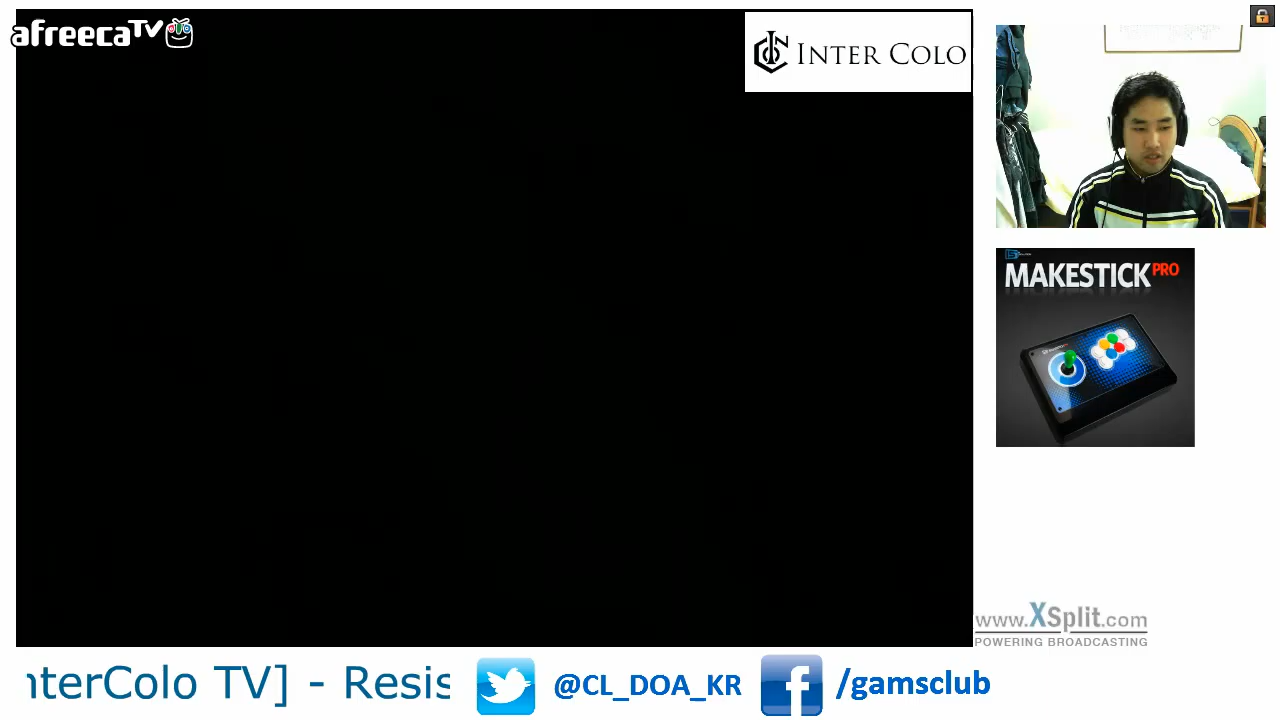 afreecaTV
INTER COLO
MAKESTICK PRO
www.XSplit.com
POWERING BROADCASTING
nterColo TV] - Resis
@CL_DOA_KR
/gamsclub